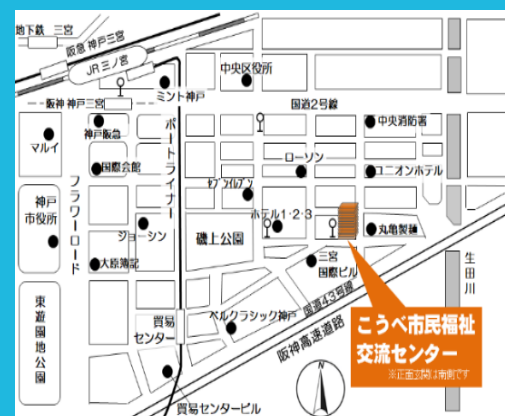 地下鉄 三宮
阪急 神戸三宮
JR三ノ宮
中央区役所
ミント神戸
阪神 神戸三宮
国道2号線
神戸阪急
中央消防署
マルイ
ポートライナー
国際会館
ローソン
ユニオンホテル
フラワーロード
セブンイレブン
神戸
市役所
ホテル1・2・3
ジョーシン
磯上公園
丸亀製麺
大原簿記
三宮
国際ビル
生田川
国道43号線
東遊園地公園
貿易
センター
ベルクラシック神戸
阪神高速道路
こうべ市民福祉
交流センター
※正面玄関は南側です
N
貿易センタービル